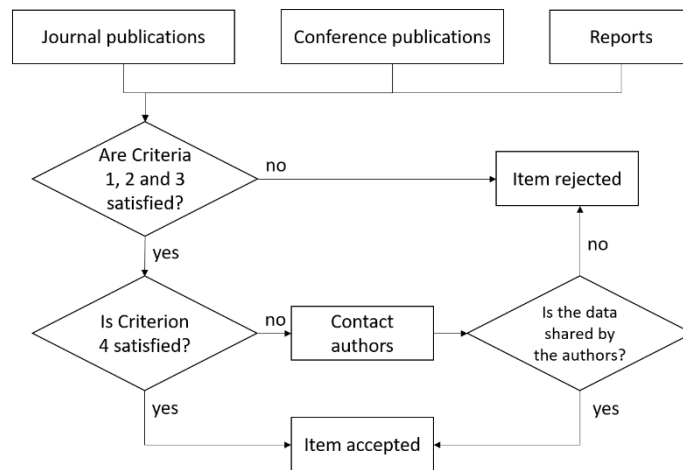 Journal publications
Conference publications
Reports
Are Criteria
1, 2 and 3
satisfied?
no
Item rejected
yes
no
Is Criterion
4 satisfied?
no
Contact
authors
Is the data
shared by
the authors?
yes
yes
Item accepted